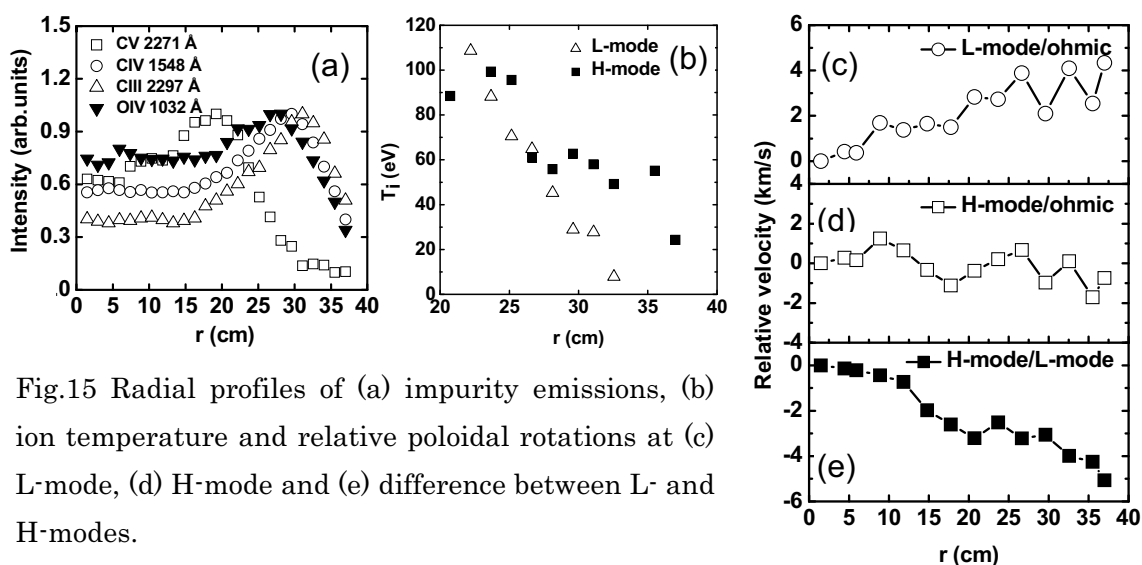 1.5
1.2
0.9
0.6
0.3
.0
Intensity (arb.units)
CV 2271 Å
CIV 1548 Å
CIII 2297 Å
OIV 1032 Å
(a)
0 5 10 15 20 25 30 35 40
r (cm)
120
100
80
60
40
20
0
Ti (eV)
L-mode
H-mode
(b)
20 25 30 35 40
r (cm)
Relative velocity (km/s)
(c)
L-mode/ohmic
4
2
0
4
(d)
H-mode/ohmic
2
0
-2
-4
H-mode/L-mode
0
-2
-4
-6
(e)
0 5 10 15 20 25 30 35 40
r (cm)
Fig.15 Radial profiles of (a) impurity emissions, (b)
ion temperature and relative poloidal rotations at (c)
L-mode, (d) H-mode and (e) difference between L- and
H-modes.